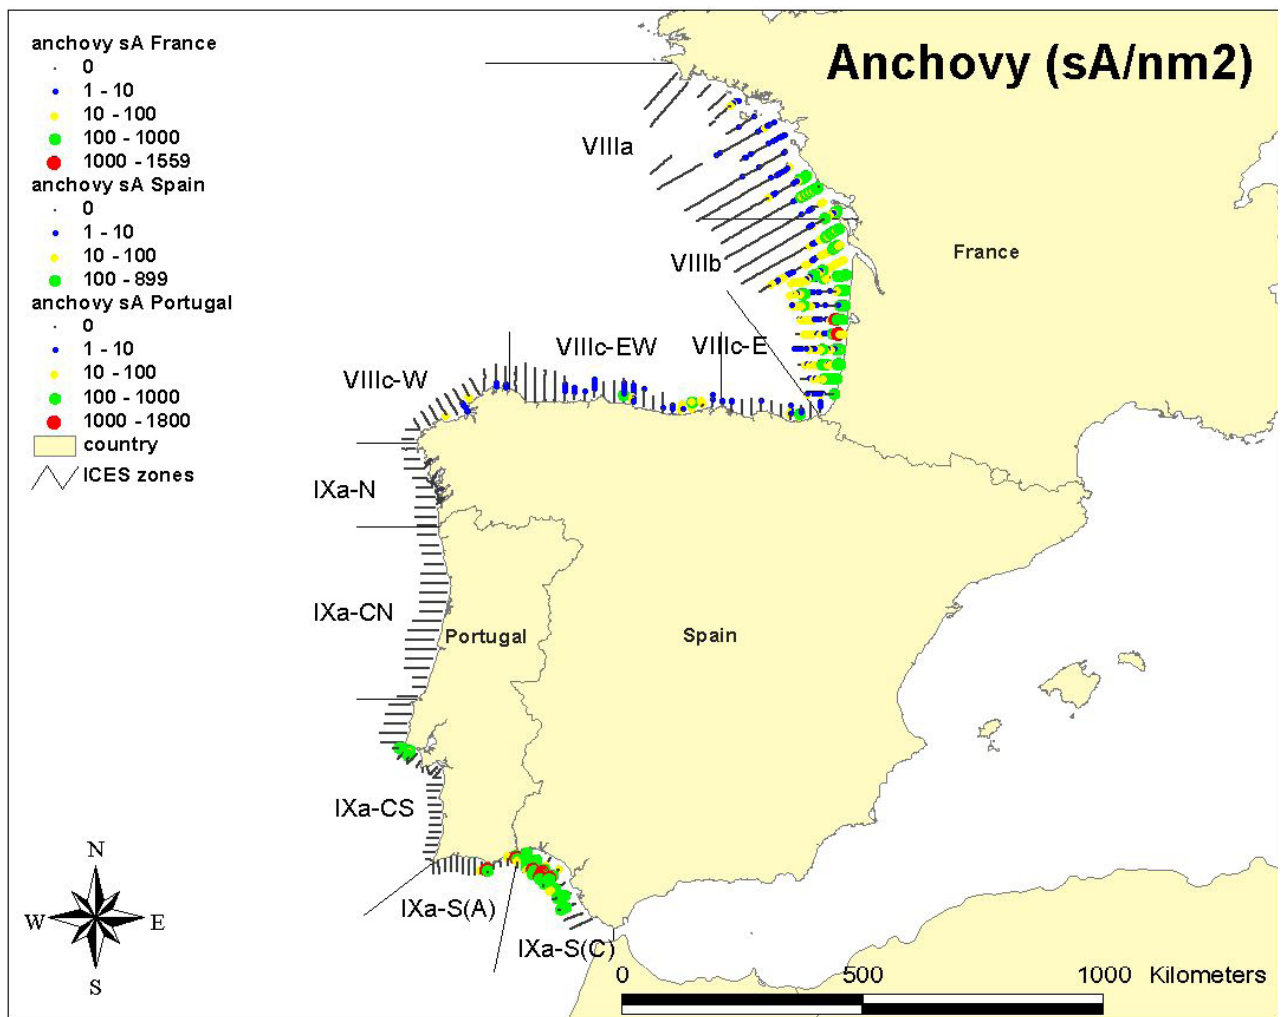 Anchovy (sA/nm2)
anchovy sA France
0
1 - 10
10 - 100
100 - 1000
1000 - 1559
anchovy sA Spain
0
1 - 10
10 - 100
100 - 899
anchovy sA Portugal
0
1 - 10
10 - 100
100 - 1000
1000 - 1800
country
ICES zones
VIIIa
VIIIb
France
VIIIc-EW
VIIIc-E
VIIIc-W
IXa-N
IXa-CN
Portugal
Spain
IXa-CS
IXa-S(A)
IXa-S(C)
N
W
E
S
0
500
1000 Kilometers